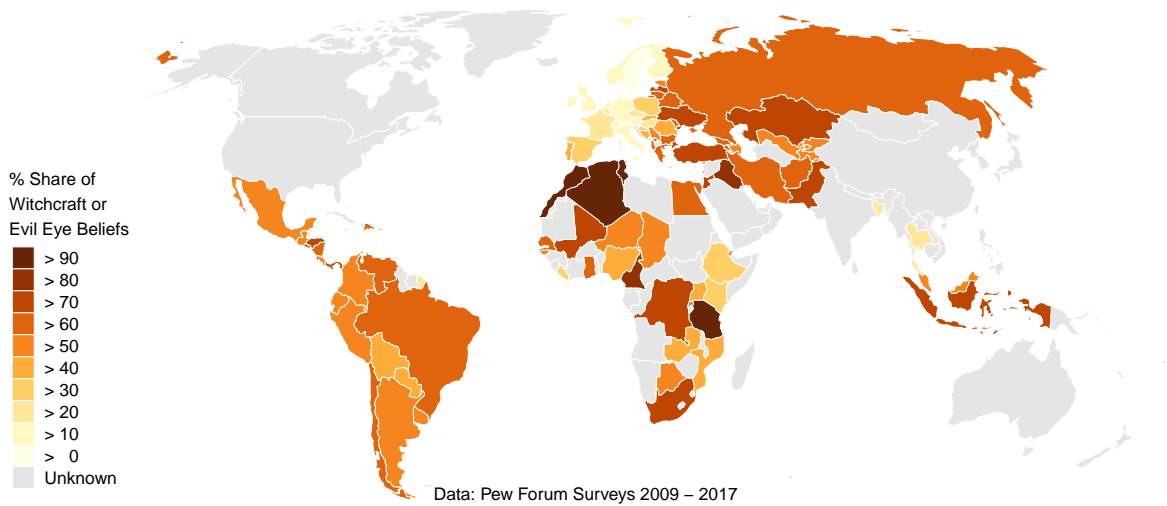 % Share of
Witchcraft or
Evil Eye Beliefs
> 90
> 80
> 70
> 60
> 50
> 40
> 30
> 20
> 10
> 0
Unknown
Data: Pew Forum Surveys 2009 – 2017